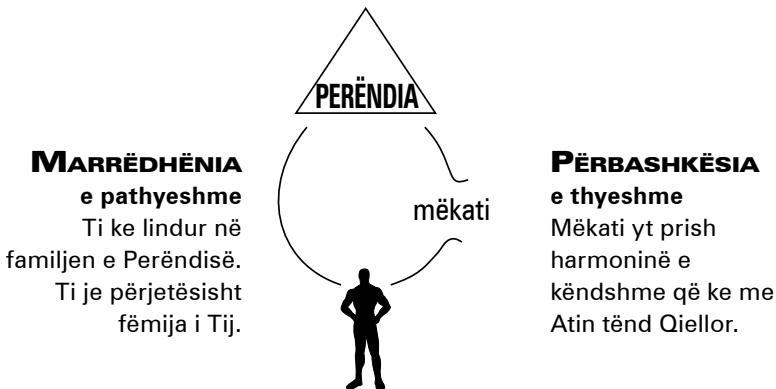 PERËNDIA
MARRËDHËNIA
e pathyeshme
Ti ke lindur në
familjen e Perëndisë.
Ti je përjetësisht
fëmija i Tij.
mëkati
PËRBASHKËSIA
e thyeshme
Mëkati yt prish
harmoninë e
këndshme që ke me
Atin tënd Qiellor.